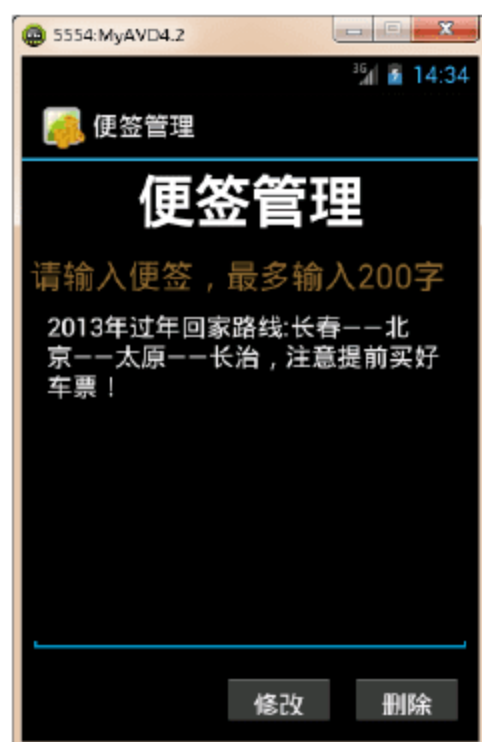 5554:MyAVD4.2
3G 14:34
便签管理
便签管理
请输入便签，最多输入200字
2013年过年回家路线:长春——北
京——太原——长治，注意提前买好
车票！
修改 删除